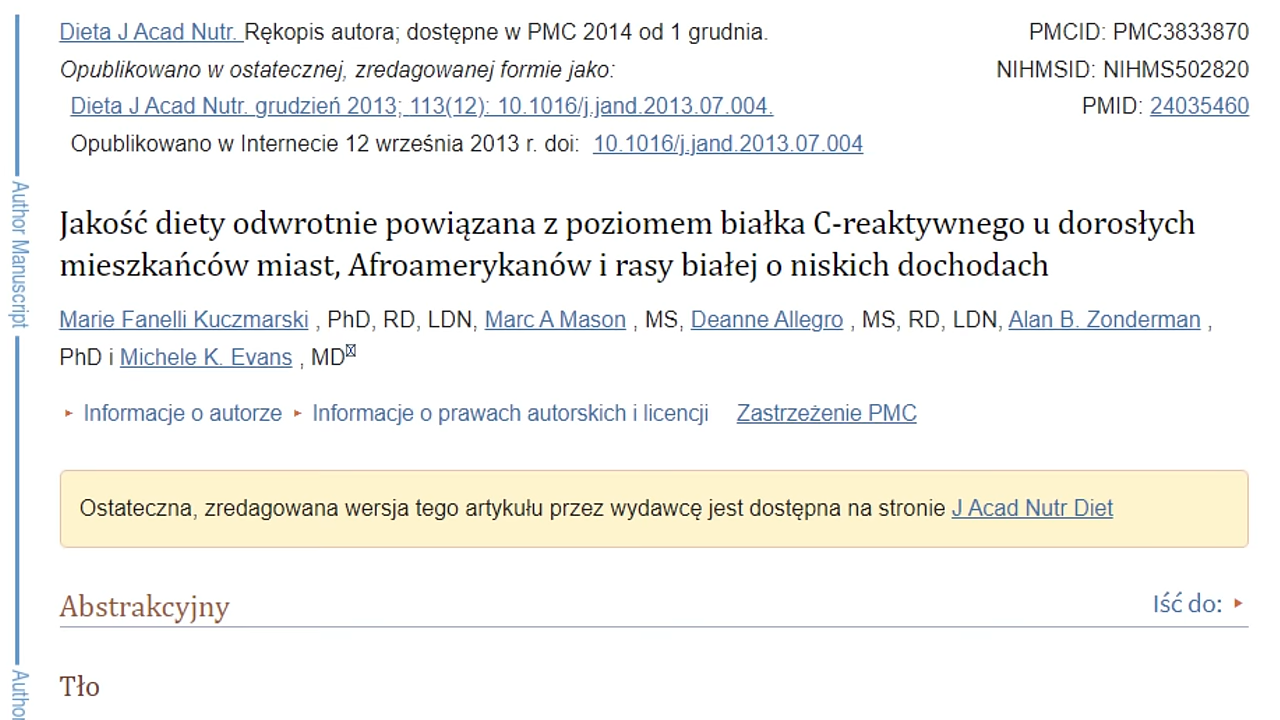 Dieta J Acad Nutr. Rękopis autora; dostępne w PMC 2014 od 1 grudnia.
PMCID: PMC3833870
Opublikowano w ostatecznej, zredagowanej formie jako:
NIHMSID: NIHMS502820
Dieta J Acad Nutr. grudzień 2013; 113(12): 10.1016/j.jand.2013.07.004.
PMID: 24035460
Opublikowano w Internecie 12 września 2013 r. doi: 10.1016/j.jand.2013.07.004
Author Manuscript
Jakość diety odwrotnie powiązana z poziomem białka C-reaktywnego u dorosłych
mieszkańców miast, Afroamerykanów i rasy białej o niskich dochodach
Marie Fanelli Kuczmarski , PhD, RD, LDN, Marc A Mason , MS, Deanne Allegro , MS, RD, LDN, Alan B. Zonderman ,
PhD i Michele K. Evans , MD
Informacje o autorze Informacje o prawach autorskich i licencji Zastrzeżenie PMC
Ostateczna, zredagowana wersja tego artykułu przez wydawcę jest dostępna na stronie J Acad Nutr Diet
Abstrakcyjny
Iść do:
Tło